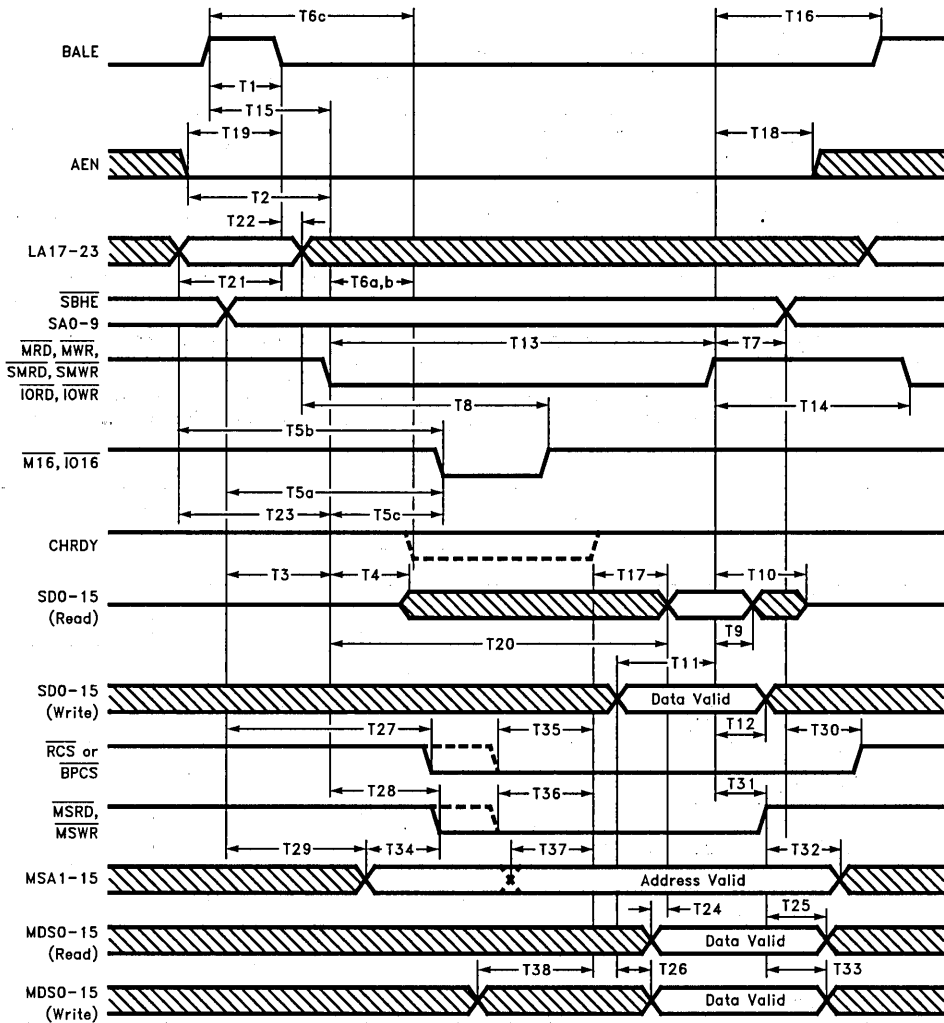 T6c
T16
BALE
T1
T15
T19
T18
AEN
T2
T22
LA17-23
T21
T6a,b
SBHE
SA0-9
MRD, MWR,
T13
T7
SMRD, SMWR
IORD, IOWR
T8
T14
T5b
M16, IO16
T5a
T23
T5c
CHRDY
T3
T4
T17
T10
SD0-15
(Read)
T9
T20
T11
SD0-15
(Write)
Data Valid
T12
T27
T35
T30
RCS or
BPCS
T28
T36
T31
MSRD,
MSWR
T29
T34
T37
T32
MSA1-15
Address Valid
T24
T25
MDS0-15
(Read)
Data Valid
T38
T26
T33
MDS0-15
(Write)
Data Valid